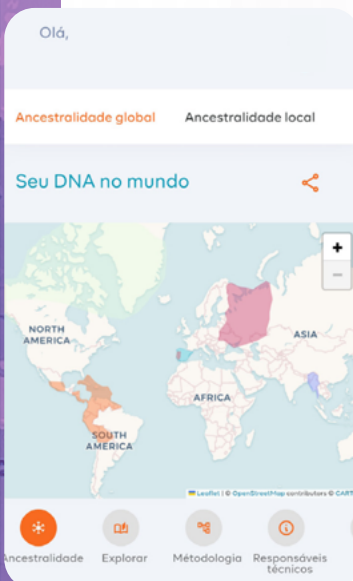 Olá,
Ancestralidade global Ancestralidade local
Seu DNA no mundo
+
−
NORTH
AMERICA
ASIA
AFRICA
SOUTH
AMERICA
Leaflet | © OpenStreetMap contributors © CART
Ancestralidade Explorar Métodologia Responsáveis
técnicos